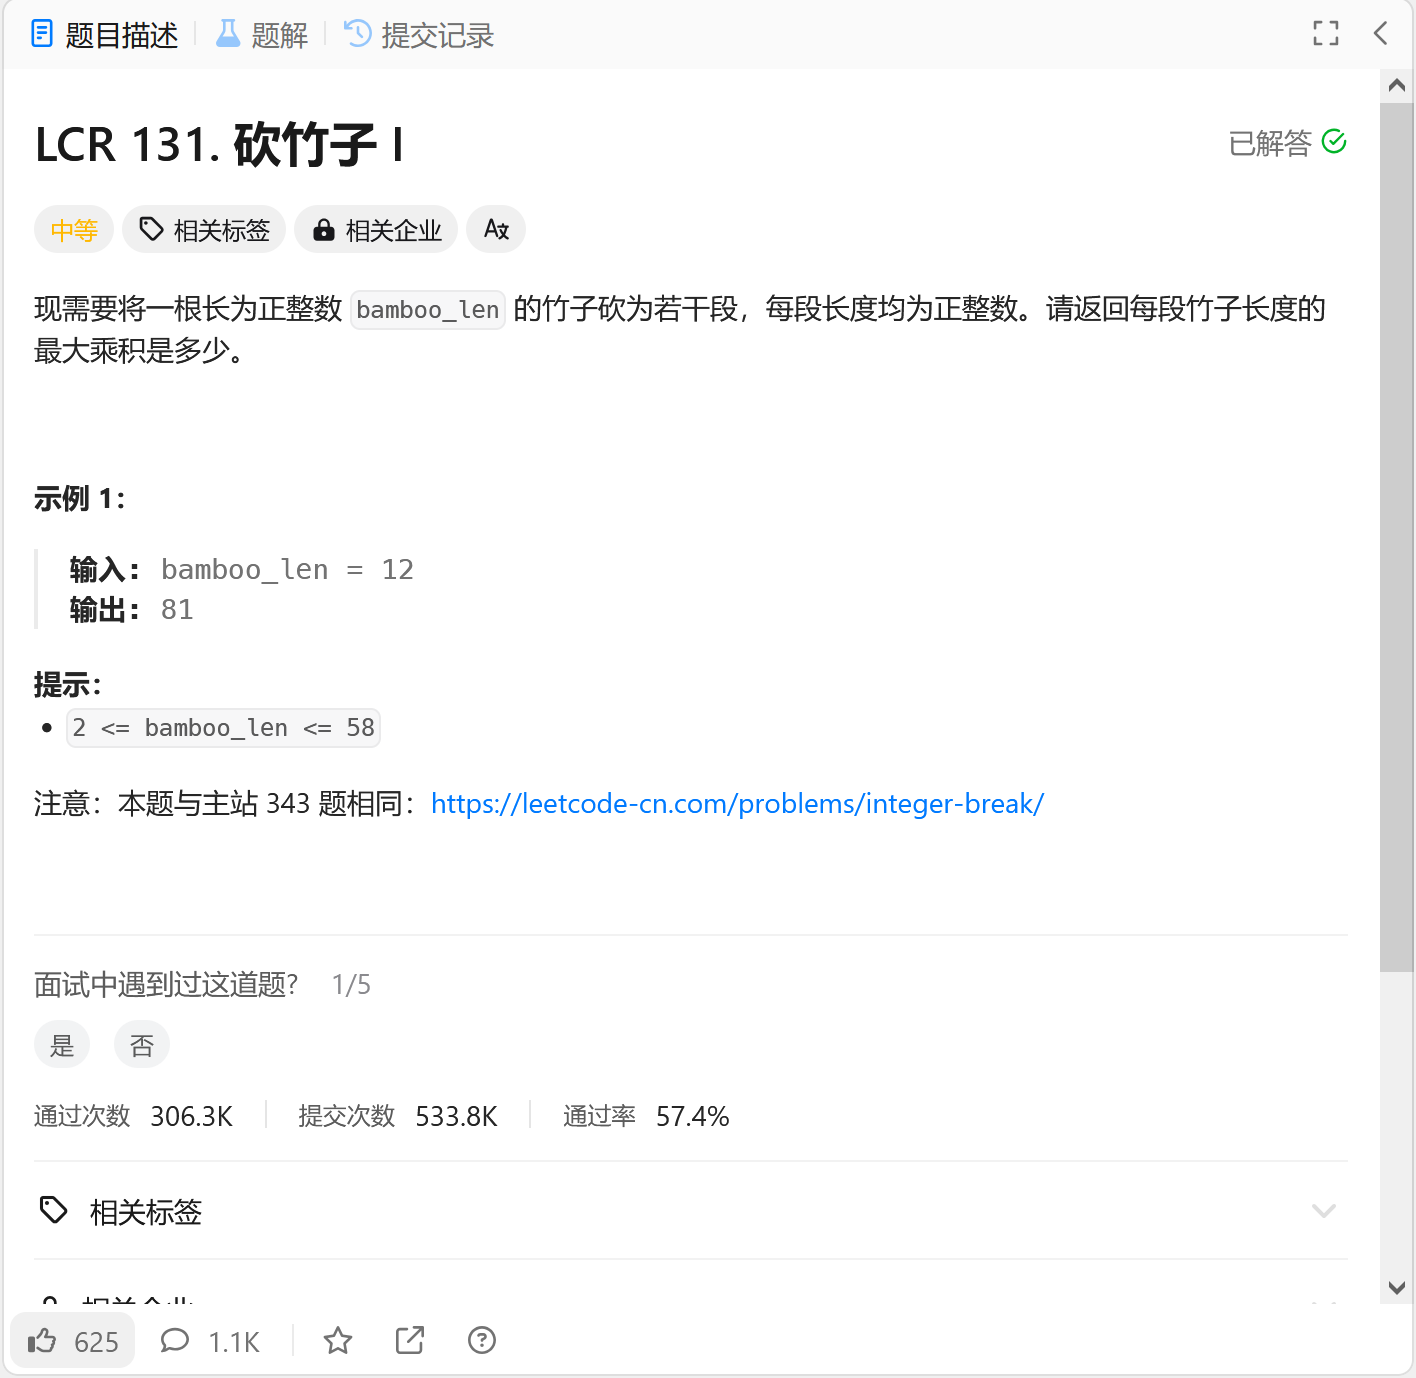 题目描述 题解 提交记录
LCR 131. 砍竹子 I
已解答
中等 相关标签 相关企业
现需要将一根长为正整数 bamboo_len 的竹子砍为若干段，每段长度均为正整数。请返回每段竹子长度的
最大乘积是多少。
示例 1：
输入： bamboo_len = 12
输出： 81
提示：
2 <= bamboo_len <= 58
注意：本题与主站 343 题相同：https://leetcode-cn.com/problems/integer-break/
面试中遇到过这道题? 1/5
是 否
通过次数 306.3K 提交次数 533.8K 通过率 57.4%
相关标签
相关企业
625 1.1K